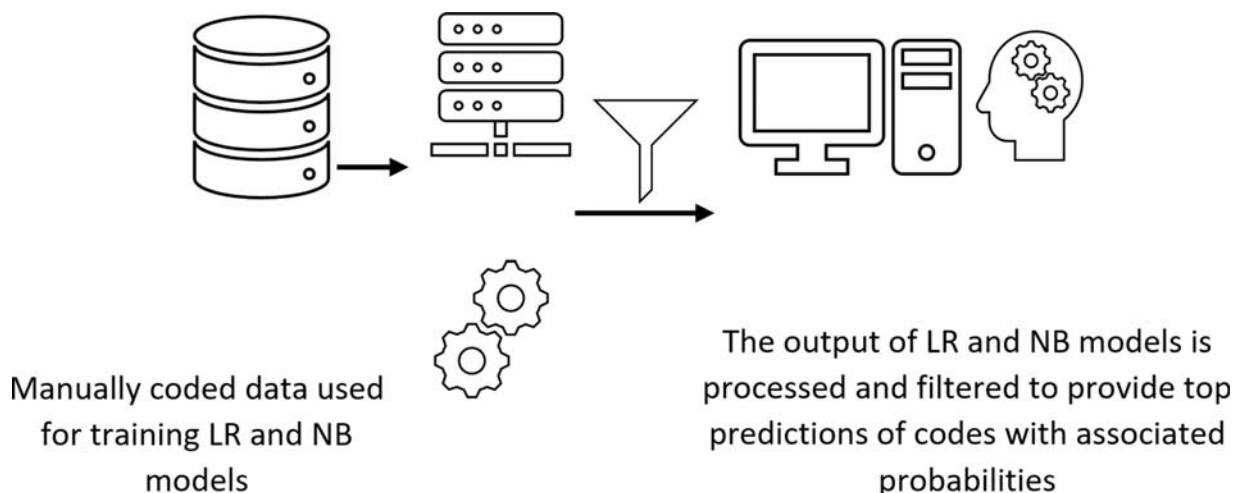 Manually coded data used
for training LR and NB
models
The output of LR and NB models is
processed and filtered to provide top
predictions of codes with associated
probabilities